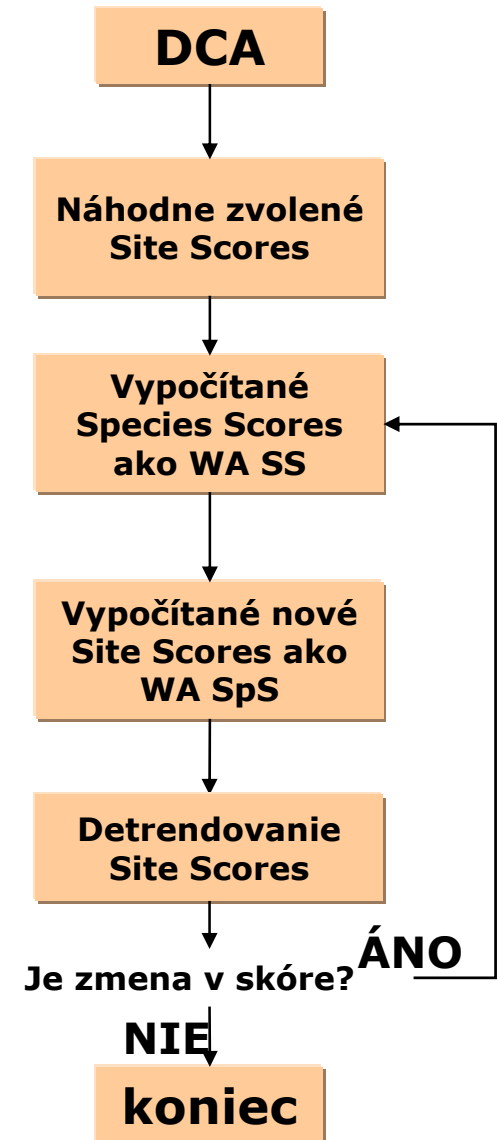 DCA
Náhodne zvolené
Site Scores
Vypočítané
Species Scores
ako WA SS
Vypočítané nové
Site Scores ako
WA SpS
Detrendovanie
Site Scores
Je zmena v skóre?
ÁNO
NIE
koniec